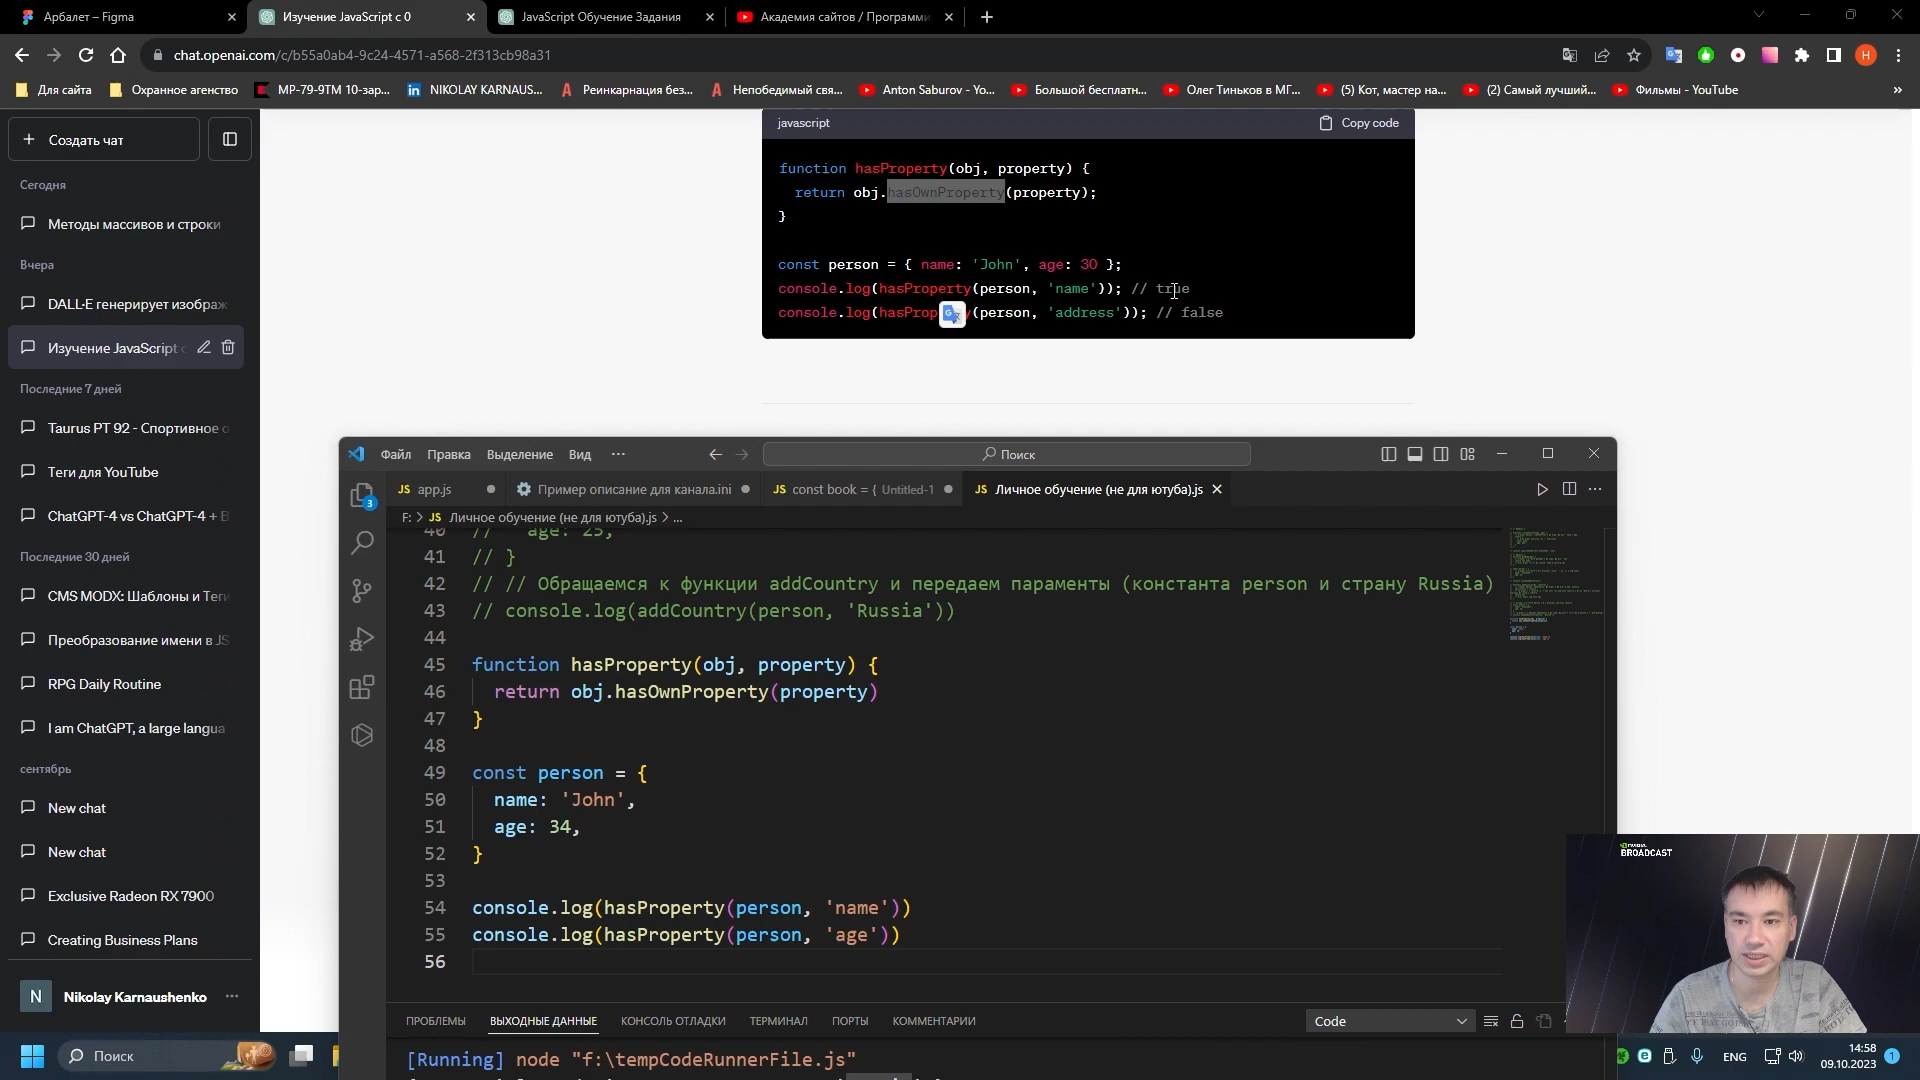 Арбалет – Figma
Изучение JavaScript с 0
JavaScript Обучение Задания
Академия сайтов / Программи
chat.openai.com/c/b55a0ab4-9c24-4571-a568-2f313cb98a31
H
Для сайта
Охранное агенство
MP-79-9TM 10-зар...
NIKOLAY KARNAUS...
Реинкарнация без...
Непобедимый свя...
Anton Saburov - Yo...
Большой бесплатн...
Олег Тиньков в МГ...
(5) Кот, мастер на...
(2) Самый лучший...
Фильмы - YouTube
»
Создать чат
Сегодня
Методы массивов и строки
Вчера
DALL·E генерирует изображ
Изучение JavaScript с
Последние 7 дней
Taurus PT 92 - Спортивное о
Теги для YouTube
ChatGPT-4 vs ChatGPT-4 + B
Последние 30 дней
CMS MODX: Шаблоны и Теги
Преобразование имени в JS
RPG Daily Routine
I am ChatGPT, a large langua
сентябрь
New chat
New chat
Exclusive Radeon RX 7900
Creating Business Plans
N
Nikolay Karnaushenko
javascript
Copy code
function hasProperty(obj, property) {
return obj.hasOwnProperty(property);
}
const person = { name: 'John', age: 30 };
console.log(hasProperty(person, 'name')); // true
console.log(hasProp (person, 'address')); // false
Файл
Правка
Выделение
Вид
Поиск
3
JS app.js
Пример описание для канала.ini
JS const book = { Untitled-1
JS Личное обучение (не для ютуба).js
F: > JS Личное обучение (не для ютуба).js > ...
40 // age: 25,
41 // }
42 // // Обращаемся к функции addCountry и передаем параменты (константа person и страну Russia)
43 // console.log(addCountry(person, 'Russia'))
44
45 function hasProperty(obj, property) {
46 return obj.hasOwnProperty(property)
47 }
48
49 const person = {
50 name: 'John',
51 age: 34,
52 }
53
54 console.log(hasProperty(person, 'name'))
55 console.log(hasProperty(person, 'age'))
56
ПРОБЛЕМЫ
ВЫХОДНЫЕ ДАННЫЕ
КОНСОЛЬ ОТЛАДКИ
ТЕРМИНАЛ
ПОРТЫ
КОММЕНТАРИИ
Code
[Running] node "f:\tempCodeRunnerFile.js"
NVIDIA
BROADCAST
Поиск
ENG
14:58
09.10.2023
1